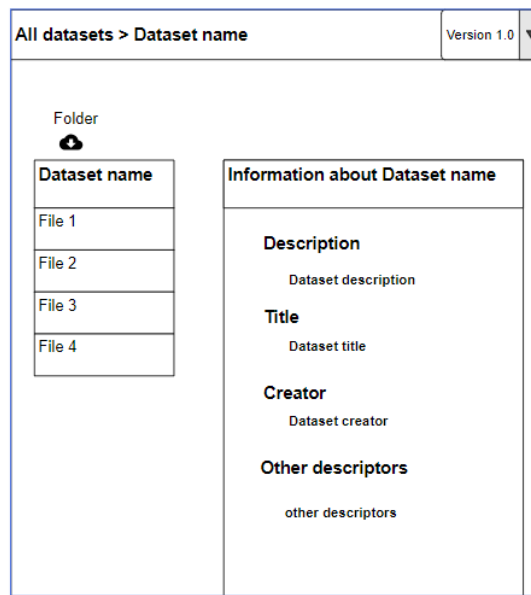 All datasets > Dataset name
Version 1.0
Folder
Dataset name
File 1
File 2
File 3
File 4
Information about Dataset name
Description
Dataset description
Title
Dataset title
Creator
Dataset creator
Other descriptors
other descriptors